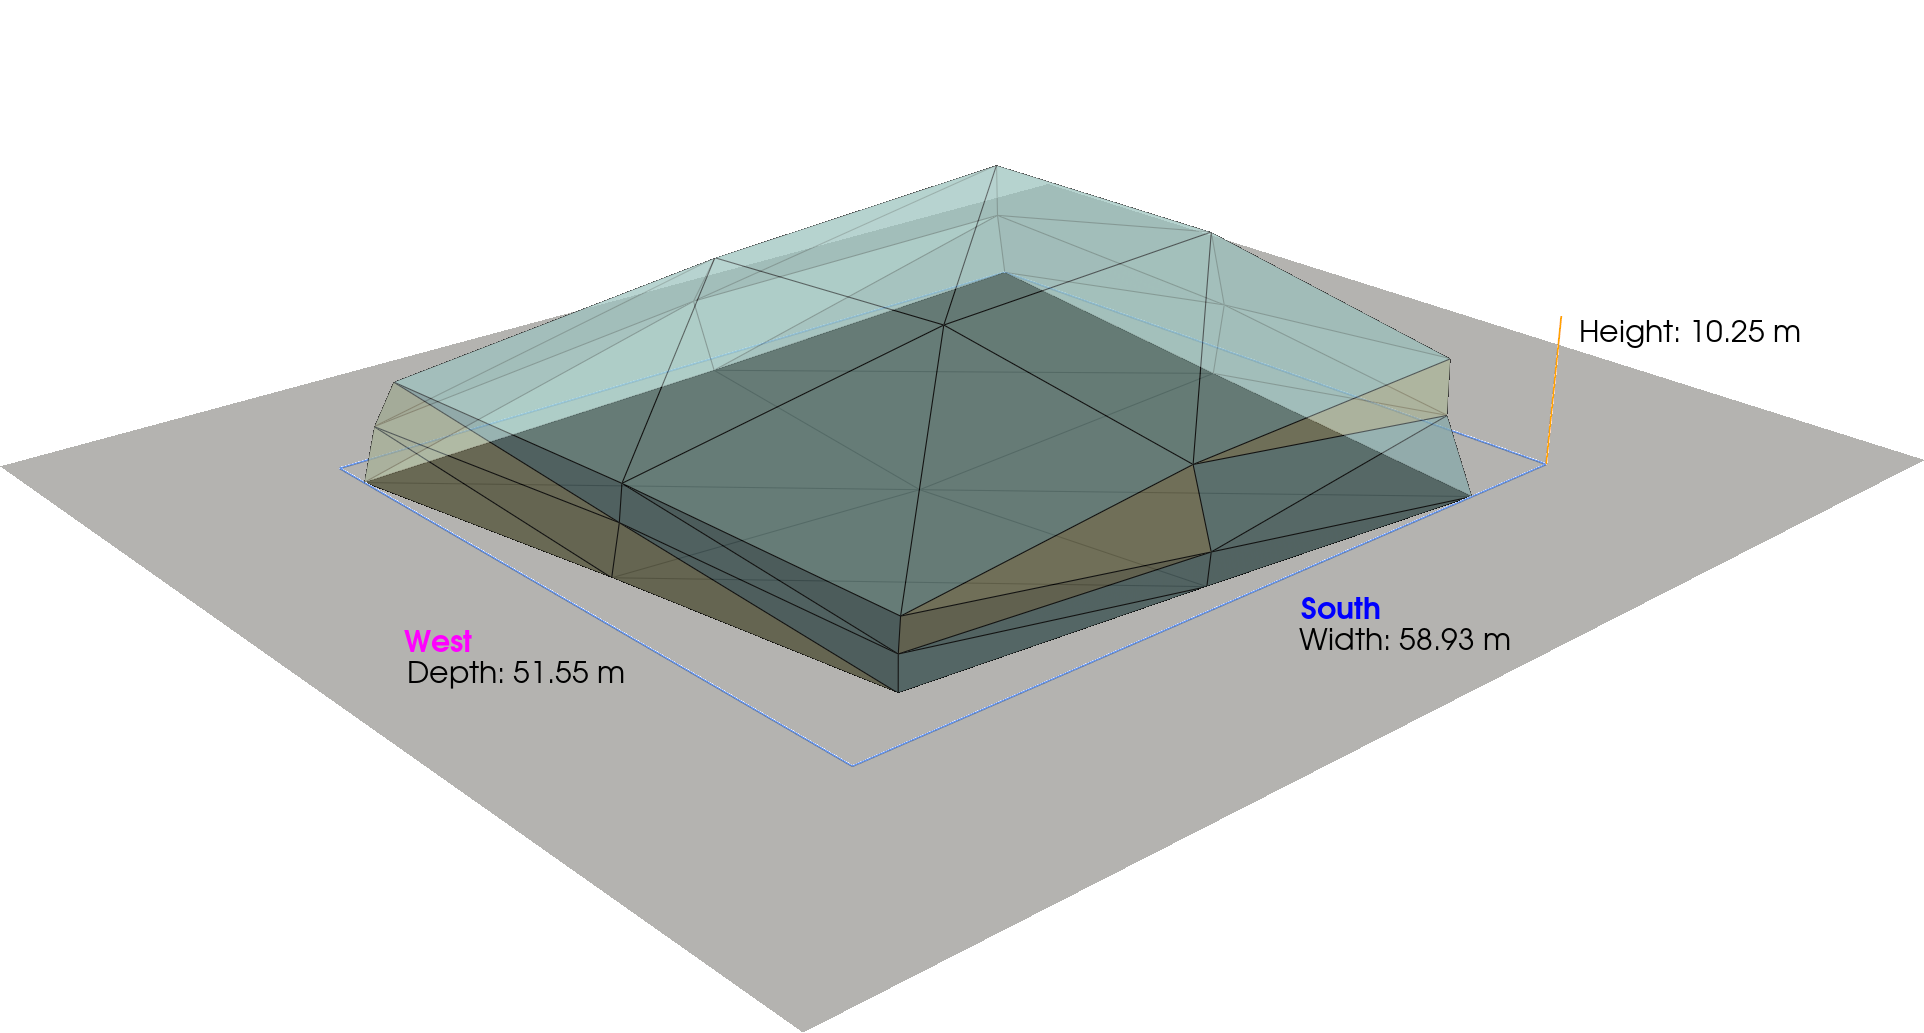 Height: 10.25 m
South
Width: 58.93 m
West
Depth: 51.55 m